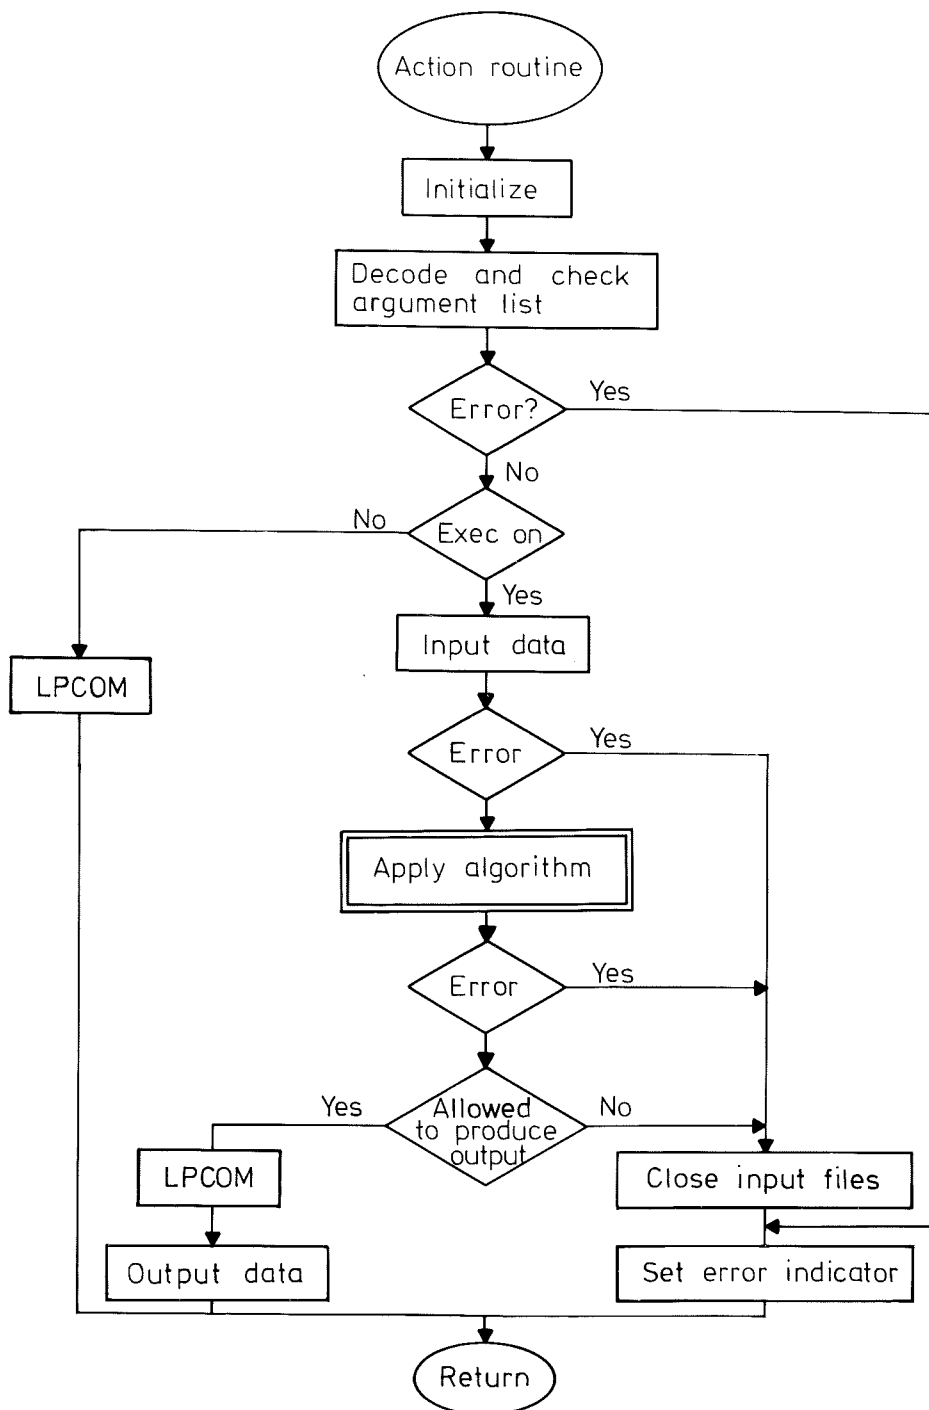 Action routine
Initialize
Decode and check
argument list
Error?
Yes
No
No
Exec on
Yes
Input data
LPCOM
Error
Yes
Apply algorithm
Error
Yes
Yes
Allowed
to produce
output
No
LPCOM
Close input files
Output data
Set error indicator
Return